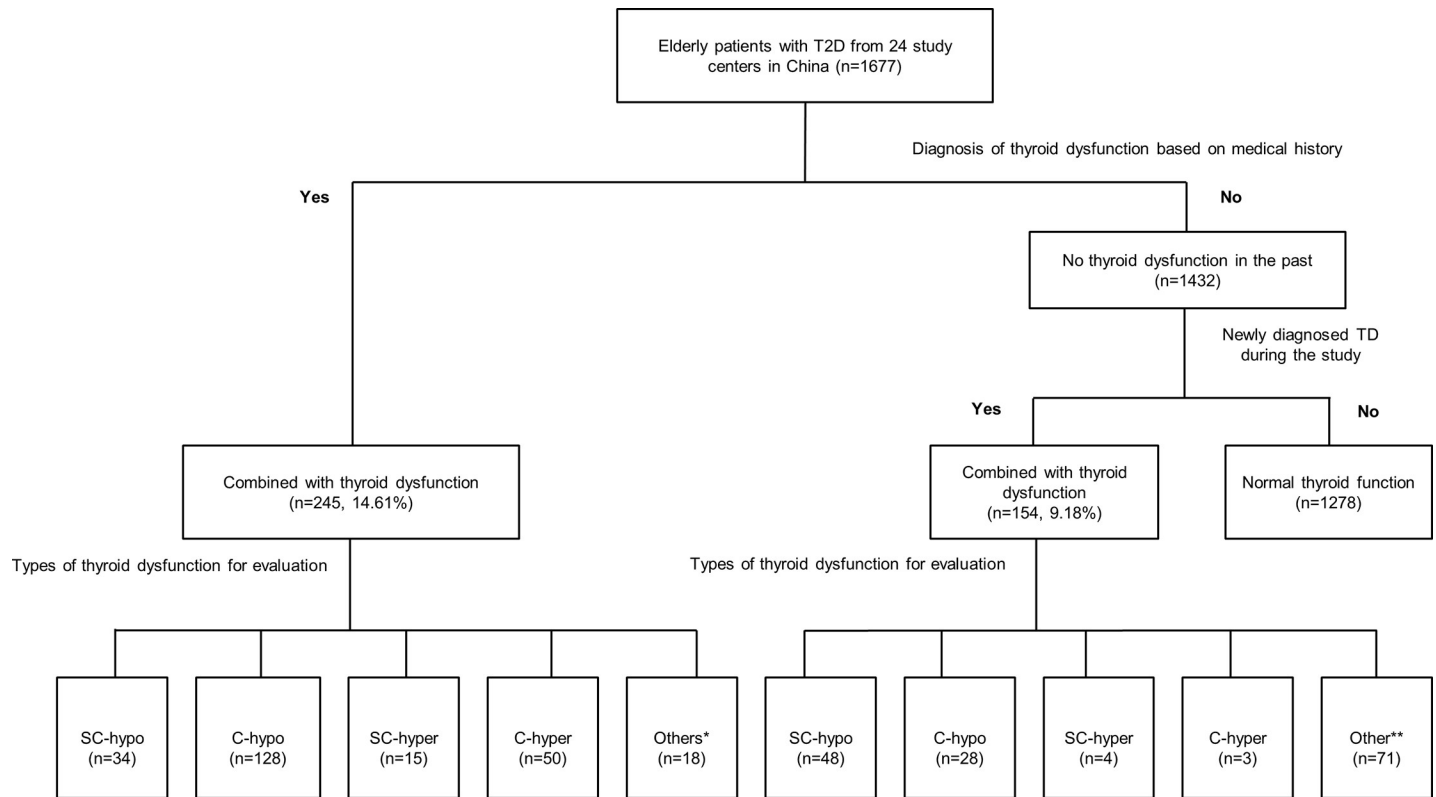 Elderly patients with T2D from 24 study
centers in China (n=1677)
Diagnosis of thyroid dysfunction based on medical history
Yes
No
No thyroid dysfunction in the past
(n=1432)
Newly diagnosed TD
during the study
Yes
No
Combined with thyroid dysfunction
(n=245, 14.61%)
Combined with thyroid
dysfunction
(n=154, 9.18%)
Normal thyroid function
(n=1278)
Types of thyroid dysfunction for evaluation
Types of thyroid dysfunction for evaluation
SC-hypo
(n=34)
C-hypo
(n=128)
SC-hyper
(n=15)
C-hyper
(n=50)
Others*
(n=18)
SC-hypo
(n=48)
C-hypo
(n=28)
SC-hyper
(n=4)
C-hyper
(n=3)
Other**
(n=71)